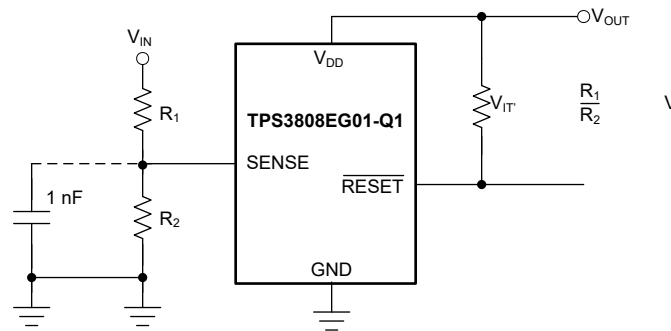 V_OUT
V_IN
V_DD
R_1
TPS3808EG01-Q1
V_IT'
R_1
R_2
V
SENSE
RESET
1 nF
R_2
GND